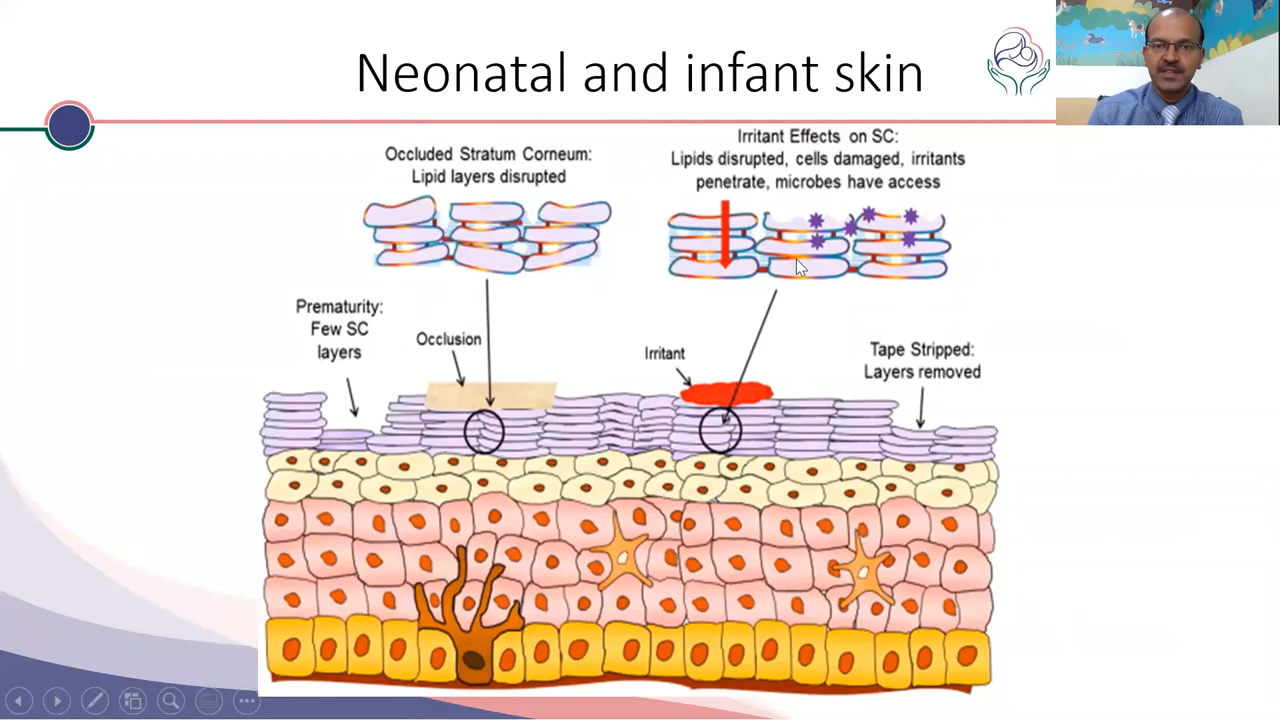 Neonatal and infant skin
Occluded Stratum Corneum:
Lipid layers disrupted
Irritant Effects on SC:
Lipids disrupted, cells damaged, irritants
penetrate, microbes have access
Prematurity:
Few SC
layers
Occlusion
Irritant
Tape Stripped:
Layers removed